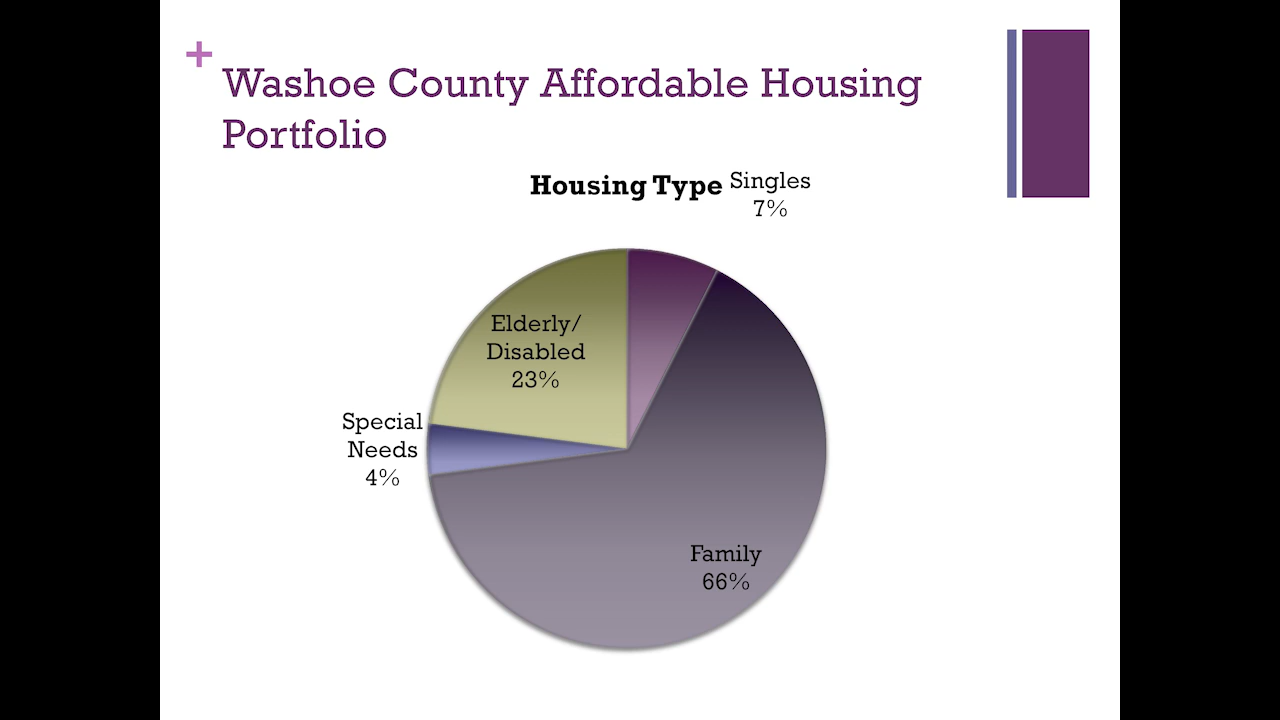 +
Washoe County Affordable Housing
Portfolio
Housing Type
Singles
7%
Elderly/
Disabled
23%
Special
Needs
4%
Family
66%